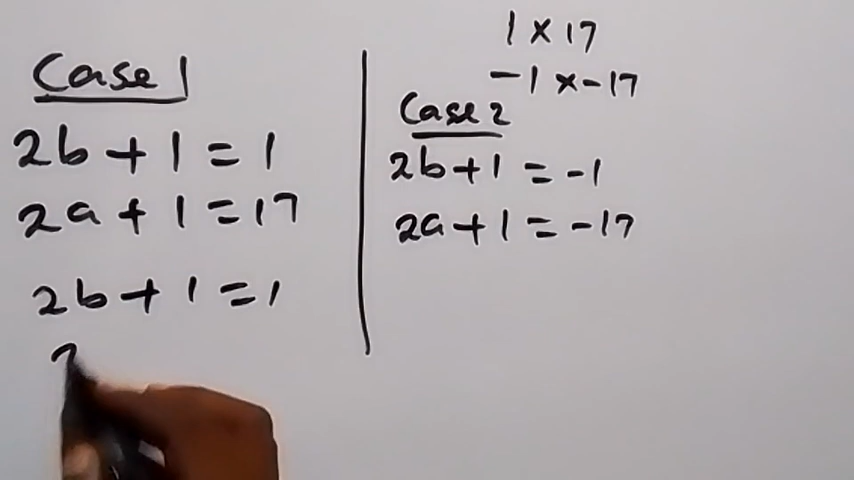 1 × 17
-1 × -17
Case 1
2b + 1 = 1
2a + 1 = 17
2b + 1 = 1
2
Case 2
2b + 1 = -1
2a + 1 = -17